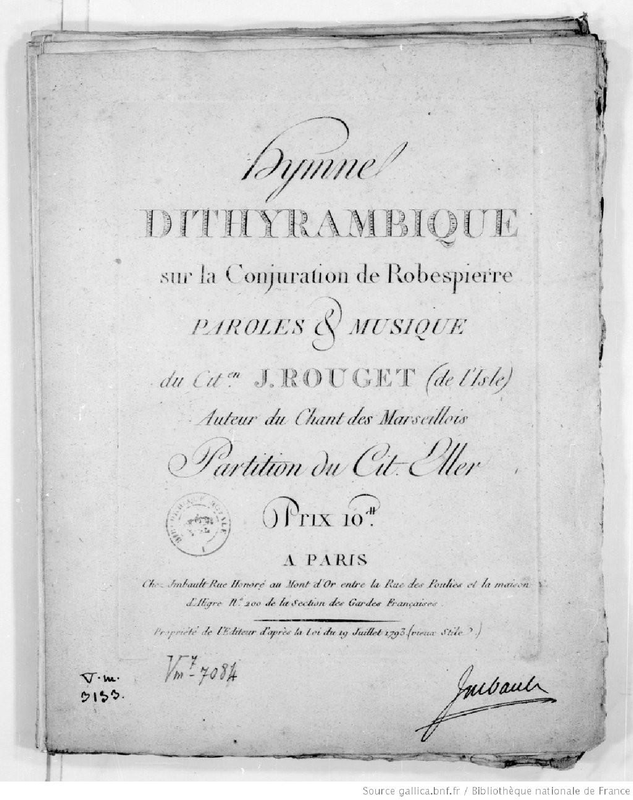 Hymne
DITHYRAMBIQUE
sur la Conjuration de Robespierre
PAROLES & MUSIQUE
du Cit.en J. ROUGET (de l'Isle)
Auteur du Chant des Marseillois
Partition du Cit. Eller
PRIX 10.tt
A PARIS
Chez Imbault Rue Honoré au Mont d'Or entre la Rue des Poulies et la maison
d'Aligre N.o 200 de la Section des Gardes Françaises
Propriété de l'Editeur d'après la Loi du 19 Juillet 1793 (vieux Stile.)
Vm7 7084
T. m.
3133.
Imbault
Source gallica.bnf.fr / Bibliothèque nationale de France